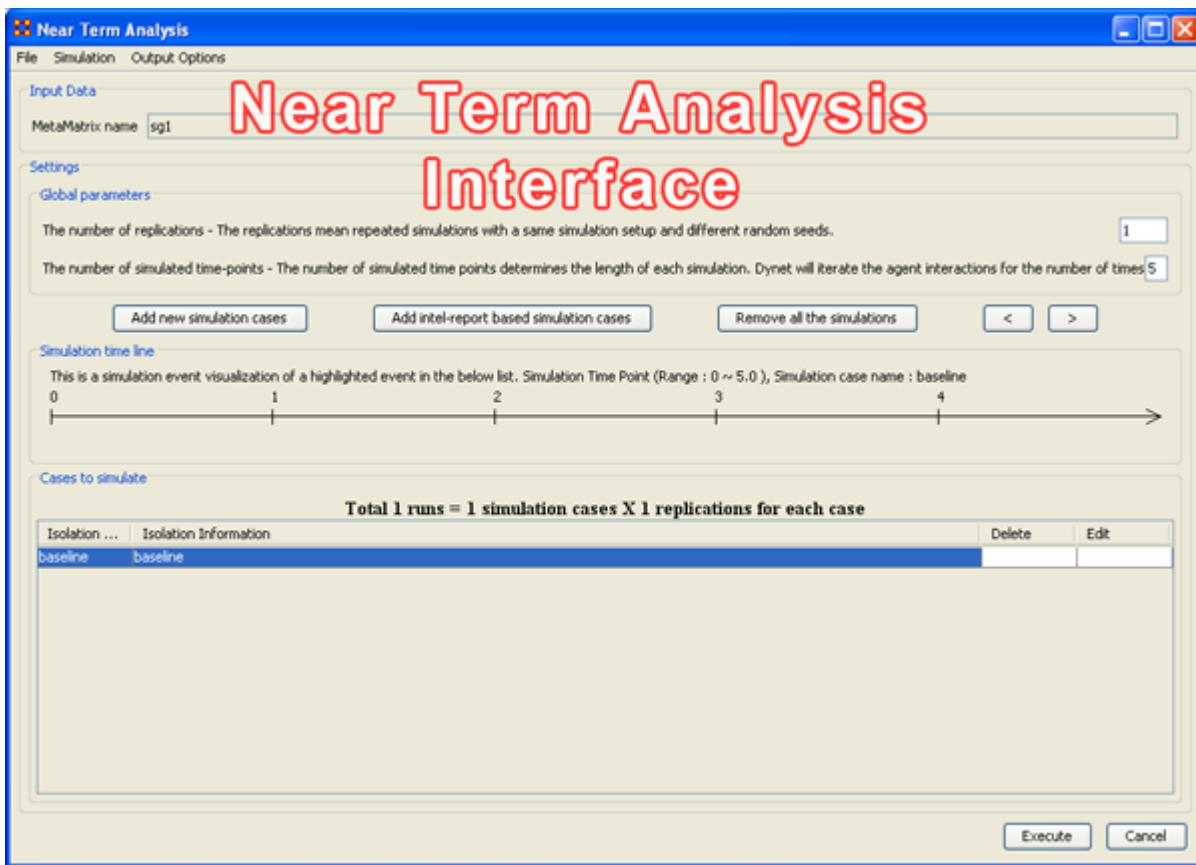 Near Term Analysis
File Simulation Output Options
Near Term Analysis
Interface
Input Data
MetaMatrix name sg1
Settings
Global parameters
The number of replications - The replications mean repeated simulations with a same simulation setup and different random seeds. 1
The number of simulated time-points - The number of simulated time points determines the length of each simulation. Dynet will iterate the agent interactions for the number of times 5
Add new simulation cases Add intel-report based simulation cases Remove all the simulations < >
Simulation time line
This is a simulation event visualization of a highlighted event in the below list. Simulation Time Point (Range : 0 ~ 5.0 ), Simulation case name : baseline
0 1 2 3 4
Cases to simulate
Total 1 runs = 1 simulation cases X 1 replications for each case
Isolation ... Isolation Information Delete Edit
baseline baseline
Execute Cancel